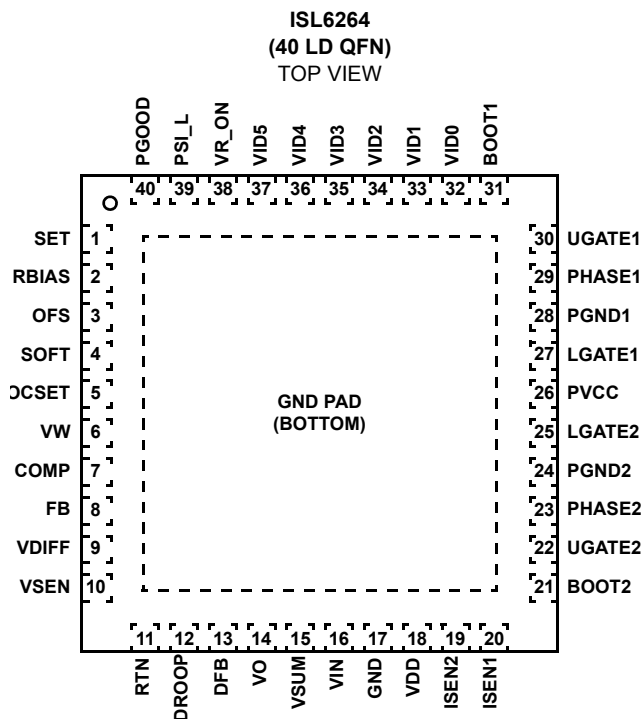 ISL6264
(40 LD QFN)
TOP VIEW
PGOOD
PSI_L
VR_ON
VID5
VID4
VID3
VID2
VID1
VID0
BOOT1
40 39 38 37 36 35 34 33 32 31
SET 1
RBIAS 2
OFS 3
SOFT 4
OCSET 5
VW 6
COMP 7
FB 8
VDIFF 9
VSEN 10
GND PAD
(BOTTOM)
30 UGATE1
29 PHASE1
28 PGND1
27 LGATE1
26 PVCC
25 LGATE2
24 PGND2
23 PHASE2
22 UGATE2
21 BOOT2
11 12 13 14 15 16 17 18 19 20
RTN
DROOP
DFB
VO
VSUM
VIN
GND
VDD
ISEN2
ISEN1